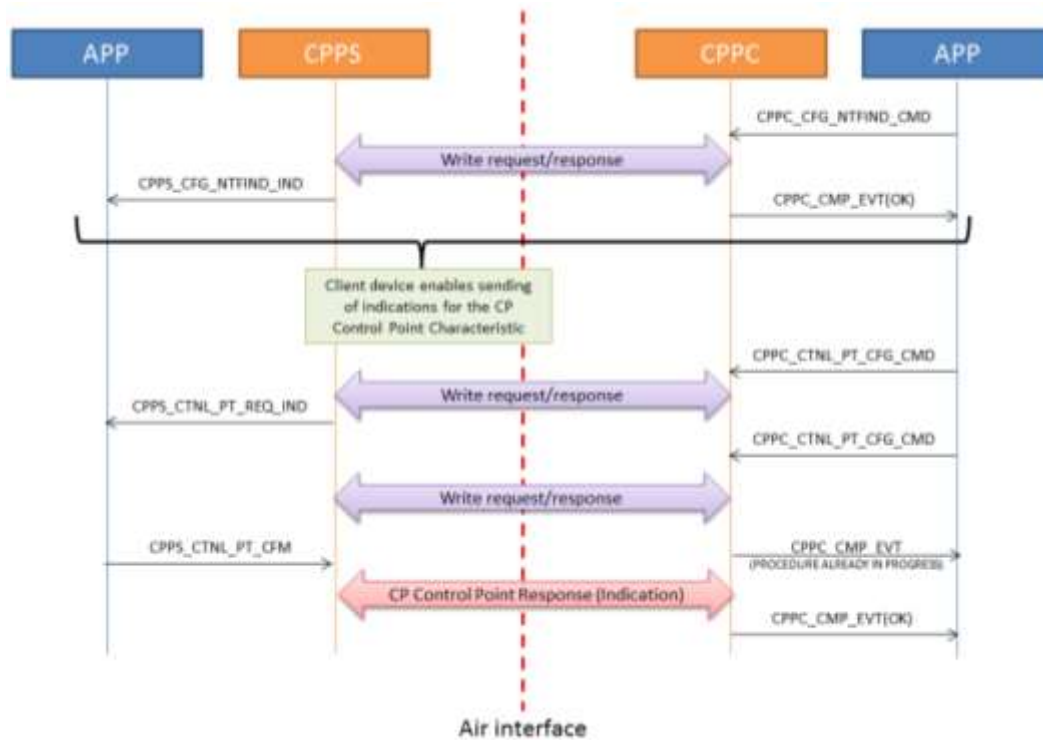 APP
CPPS
CPPC
APP
CPPC_CFG_NTFIND_CMD
Write request/response
CPPS_CFG_NTFIND_IND
CPPC_CMP_EVT(OK)
Client device enables sending
of indications for the CP
Control Point Characteristic
CPPC_CTNL_PT_CFG_CMD
Write request/response
CPPS_CTNL_PT_REQ_IND
CPPC_CTNL_PT_CFG_CMD
Write request/response
CPPS_CTNL_PT_CFM
CPPC_CMP_EVT
(PROCEDURE ALREADY IN PROGRESS)
CP Control Point Response (Indication)
CPPC_CMP_EVT(OK)
Air interface